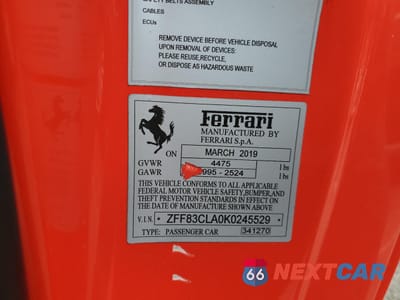 SAFETY BELTS ASSEMBLY
CABLES
ECUs
REMOVE DEVICE BEFORE VEHICLE DISPOSAL
UPON REMOVAL OF DEVICES:
PLEASE REUSE,RECYCLE,
OR DISPOSE AS HAZARDOUS WASTE
Ferrari
MANUFACTURED BY
FERRARI S.p.A.
ON MARCH 2019
GVWR 4475 lbs
GAWR 995 - 2524 lbs
THIS VEHICLE CONFORMS TO ALL APPLICABLE
FEDERAL MOTOR VEHICLE SAFETY,BUMPER,AND
THEFT PREVENTION STANDARDS IN EFFECT ON
THE DATE OF MANUFACTURE SHOWN ABOVE
V.I.N. ZFF83CLA0K0245529
TYPE: PASSENGER CAR 341270
66 NEXTCAR